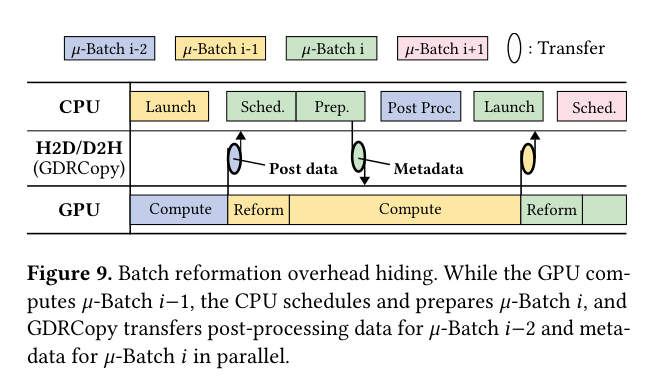 μ-Batch i-2 μ-Batch i-1 μ-Batch i μ-Batch i+1 : Transfer
CPU Launch Sched. Prep. Post Proc. Launch Sched.
H2D/D2H
(GDRCopy) Post data Metadata
GPU Compute Reform Compute Reform
Figure 9. Batch reformation overhead hiding. While the GPU com-
putes μ-Batch i−1, the CPU schedules and prepares μ-Batch i, and
GDRCopy transfers post-processing data for μ-Batch i−2 and meta-
data for μ-Batch i in parallel.